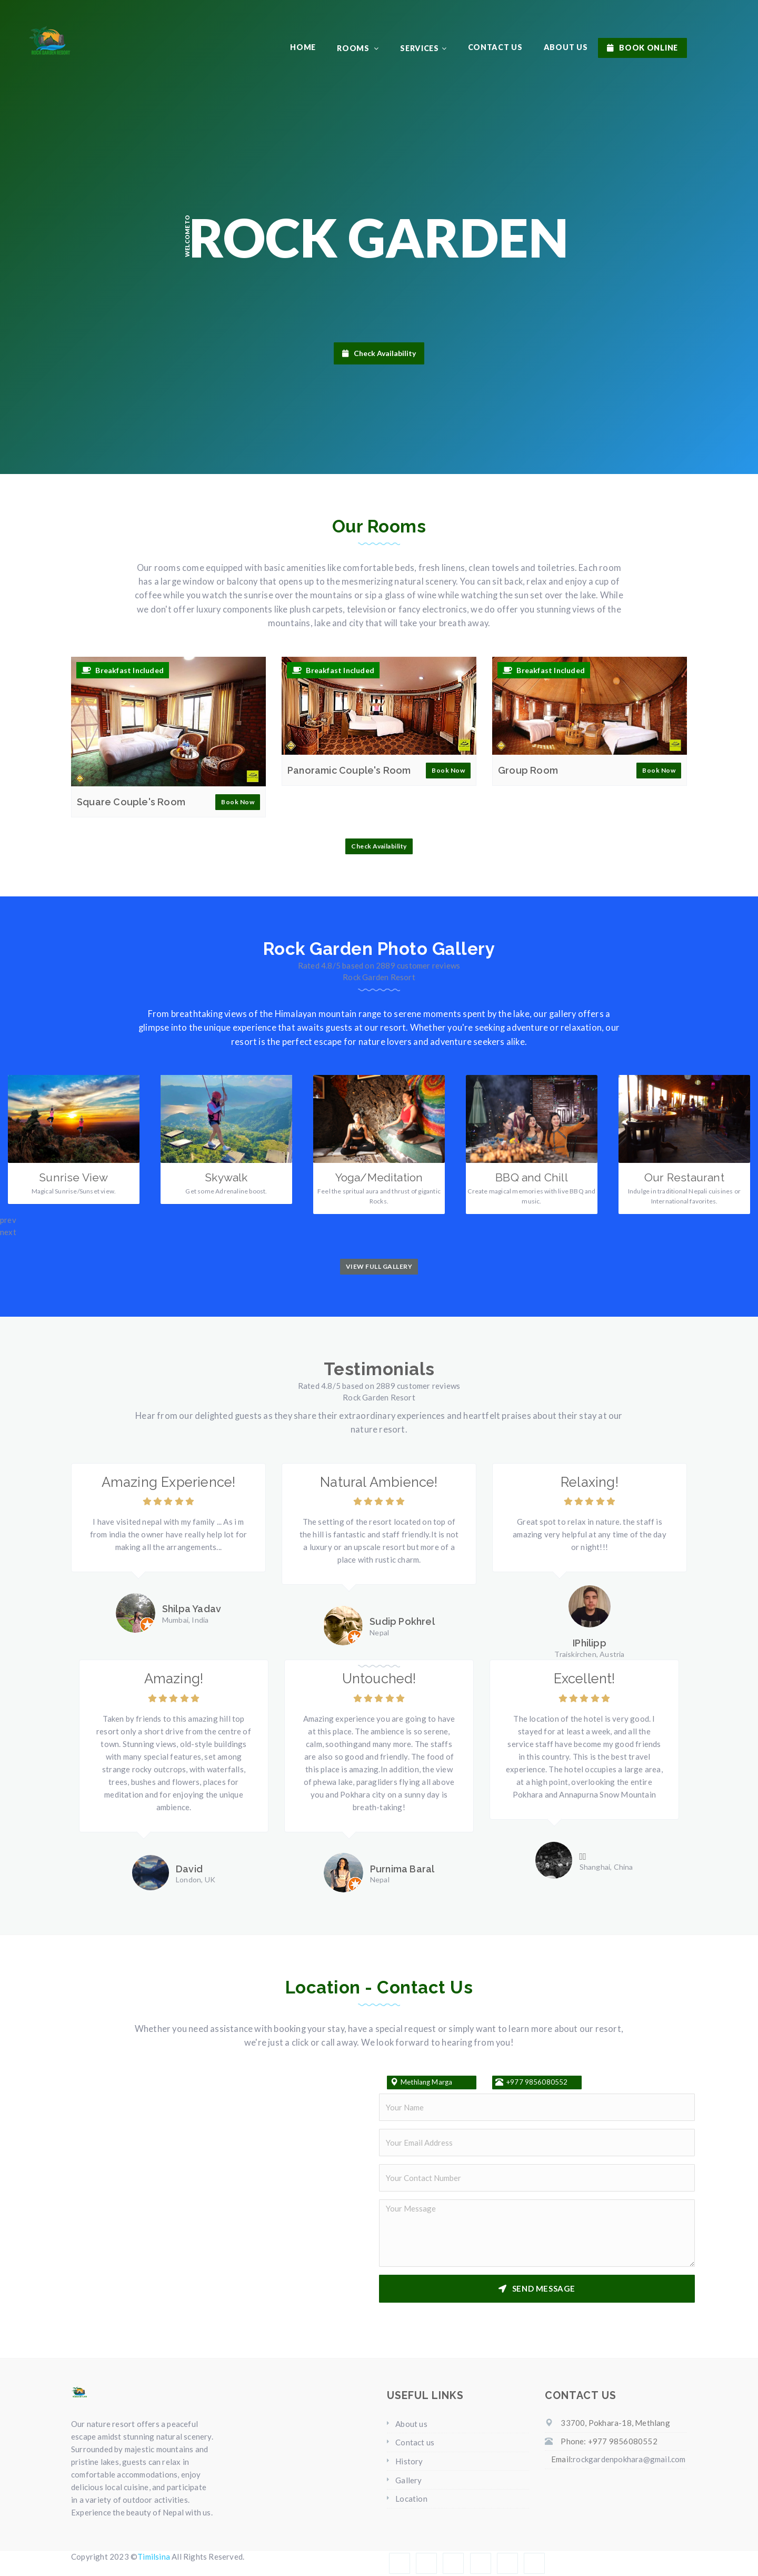 HOME
ROOMS
SERVICES
CONTACT US
ABOUT US
BOOK ONLINE
WELCOME TO
ROCK GARDEN
Check Availability
Our Rooms
Our rooms come equipped with basic amenities like comfortable beds, fresh linens, clean towels and toiletries. Each room
has a large window or balcony that opens up to the mesmerizing natural scenery. You can sit back, relax and enjoy a cup of
coffee while you watch the sunrise over the mountains or sip a glass of wine while watching the sun set over the lake. While
we don't offer luxury components like plush carpets, television or fancy electronics, we do offer you stunning views of the
mountains, lake and city that will take your breath away.
Breakfast Included
Breakfast Included
Breakfast Included
Square Couple's Room
Book Now
Panoramic Couple's Room
Book Now
Group Room
Book Now
Check Availability
Rock Garden Photo Gallery
Rated 4.8/5 based on 2889 customer reviews
Rock Garden Resort
From breathtaking views of the Himalayan mountain range to serene moments spent by the lake, our gallery offers a
glimpse into the unique experience that awaits guests at our resort. Whether you're seeking adventure or relaxation, our
resort is the perfect escape for nature lovers and adventure seekers alike.
Sunrise View
Magical Sunrise/Sunset view.
Skywalk
Get some Adrenaline boost.
Yoga/Meditation
Feel the spritual aura and thrust of gigantic
Rocks.
BBQ and Chill
Create magical memories with live BBQ and
music.
Our Restaurant
Indulge in traditional Nepali cuisines or
International favorites.
prev
next
VIEW FULL GALLERY
Testimonials
Rated 4.8/5 based on 2889 customer reviews
Rock Garden Resort
Hear from our delighted guests as they share their extraordinary experiences and heartfelt praises about their stay at our
nature resort.
Amazing Experience!
I have visited nepal with my family ... As i m
from india the owner have really help lot for
making all the arrangements...
Shilpa Yadav
Mumbai, India
Natural Ambience!
The setting of the resort located on top of
the hill is fantastic and staff friendly.It is not
a luxury or an upscale resort but more of a
place with rustic charm.
Sudip Pokhrel
Nepal
Relaxing!
Great spot to relax in nature. the staff is
amazing very helpful at any time of the day
or night!!!
IPhilipp
Traiskirchen, Austria
Amazing!
Taken by friends to this amazing hill top
resort only a short drive from the centre of
town. Stunning views, old-style buildings
with many special features, set among
strange rocky outcrops, with waterfalls,
trees, bushes and flowers, places for
meditation and for enjoying the unique
ambience.
David
London, UK
Untouched!
Amazing experience you are going to have
at this place. The ambience is so serene,
calm, soothingand many more. The staffs
are also so good and friendly. The food of
this place is amazing.In addition, the view
of phewa lake, paragliders flying all above
you and Pokhara city on a sunny day is
breath-taking!
Purnima Baral
Nepal
Excellent!
The location of the hotel is very good. I
stayed for at least a week, and all the
service staff have become my good friends
in this country. This is the best travel
experience. The hotel occupies a large area,
at a high point, overlooking the entire
Pokhara and Annapurna Snow Mountain
Shanghai, China
Location - Contact Us
Whether you need assistance with booking your stay, have a special request or simply want to learn more about our resort,
we're just a click or call away. We look forward to hearing from you!
Methlang Marga
+977 9856080552
Your Name
Your Email Address
Your Contact Number
Your Message
SEND MESSAGE
Our nature resort offers a peaceful
escape amidst stunning natural scenery.
Surrounded by majestic mountains and
pristine lakes, guests can relax in
comfortable accommodations, enjoy
delicious local cuisine, and participate
in a variety of outdoor activities.
Experience the beauty of Nepal with us.
USEFUL LINKS
About us
Contact us
History
Gallery
Location
CONTACT US
33700, Pokhara-18, Methlang
Phone: +977 9856080552
Email:rockgardenpokhara@gmail.com
Copyright 2023 ©Timilsina All Rights Reserved.